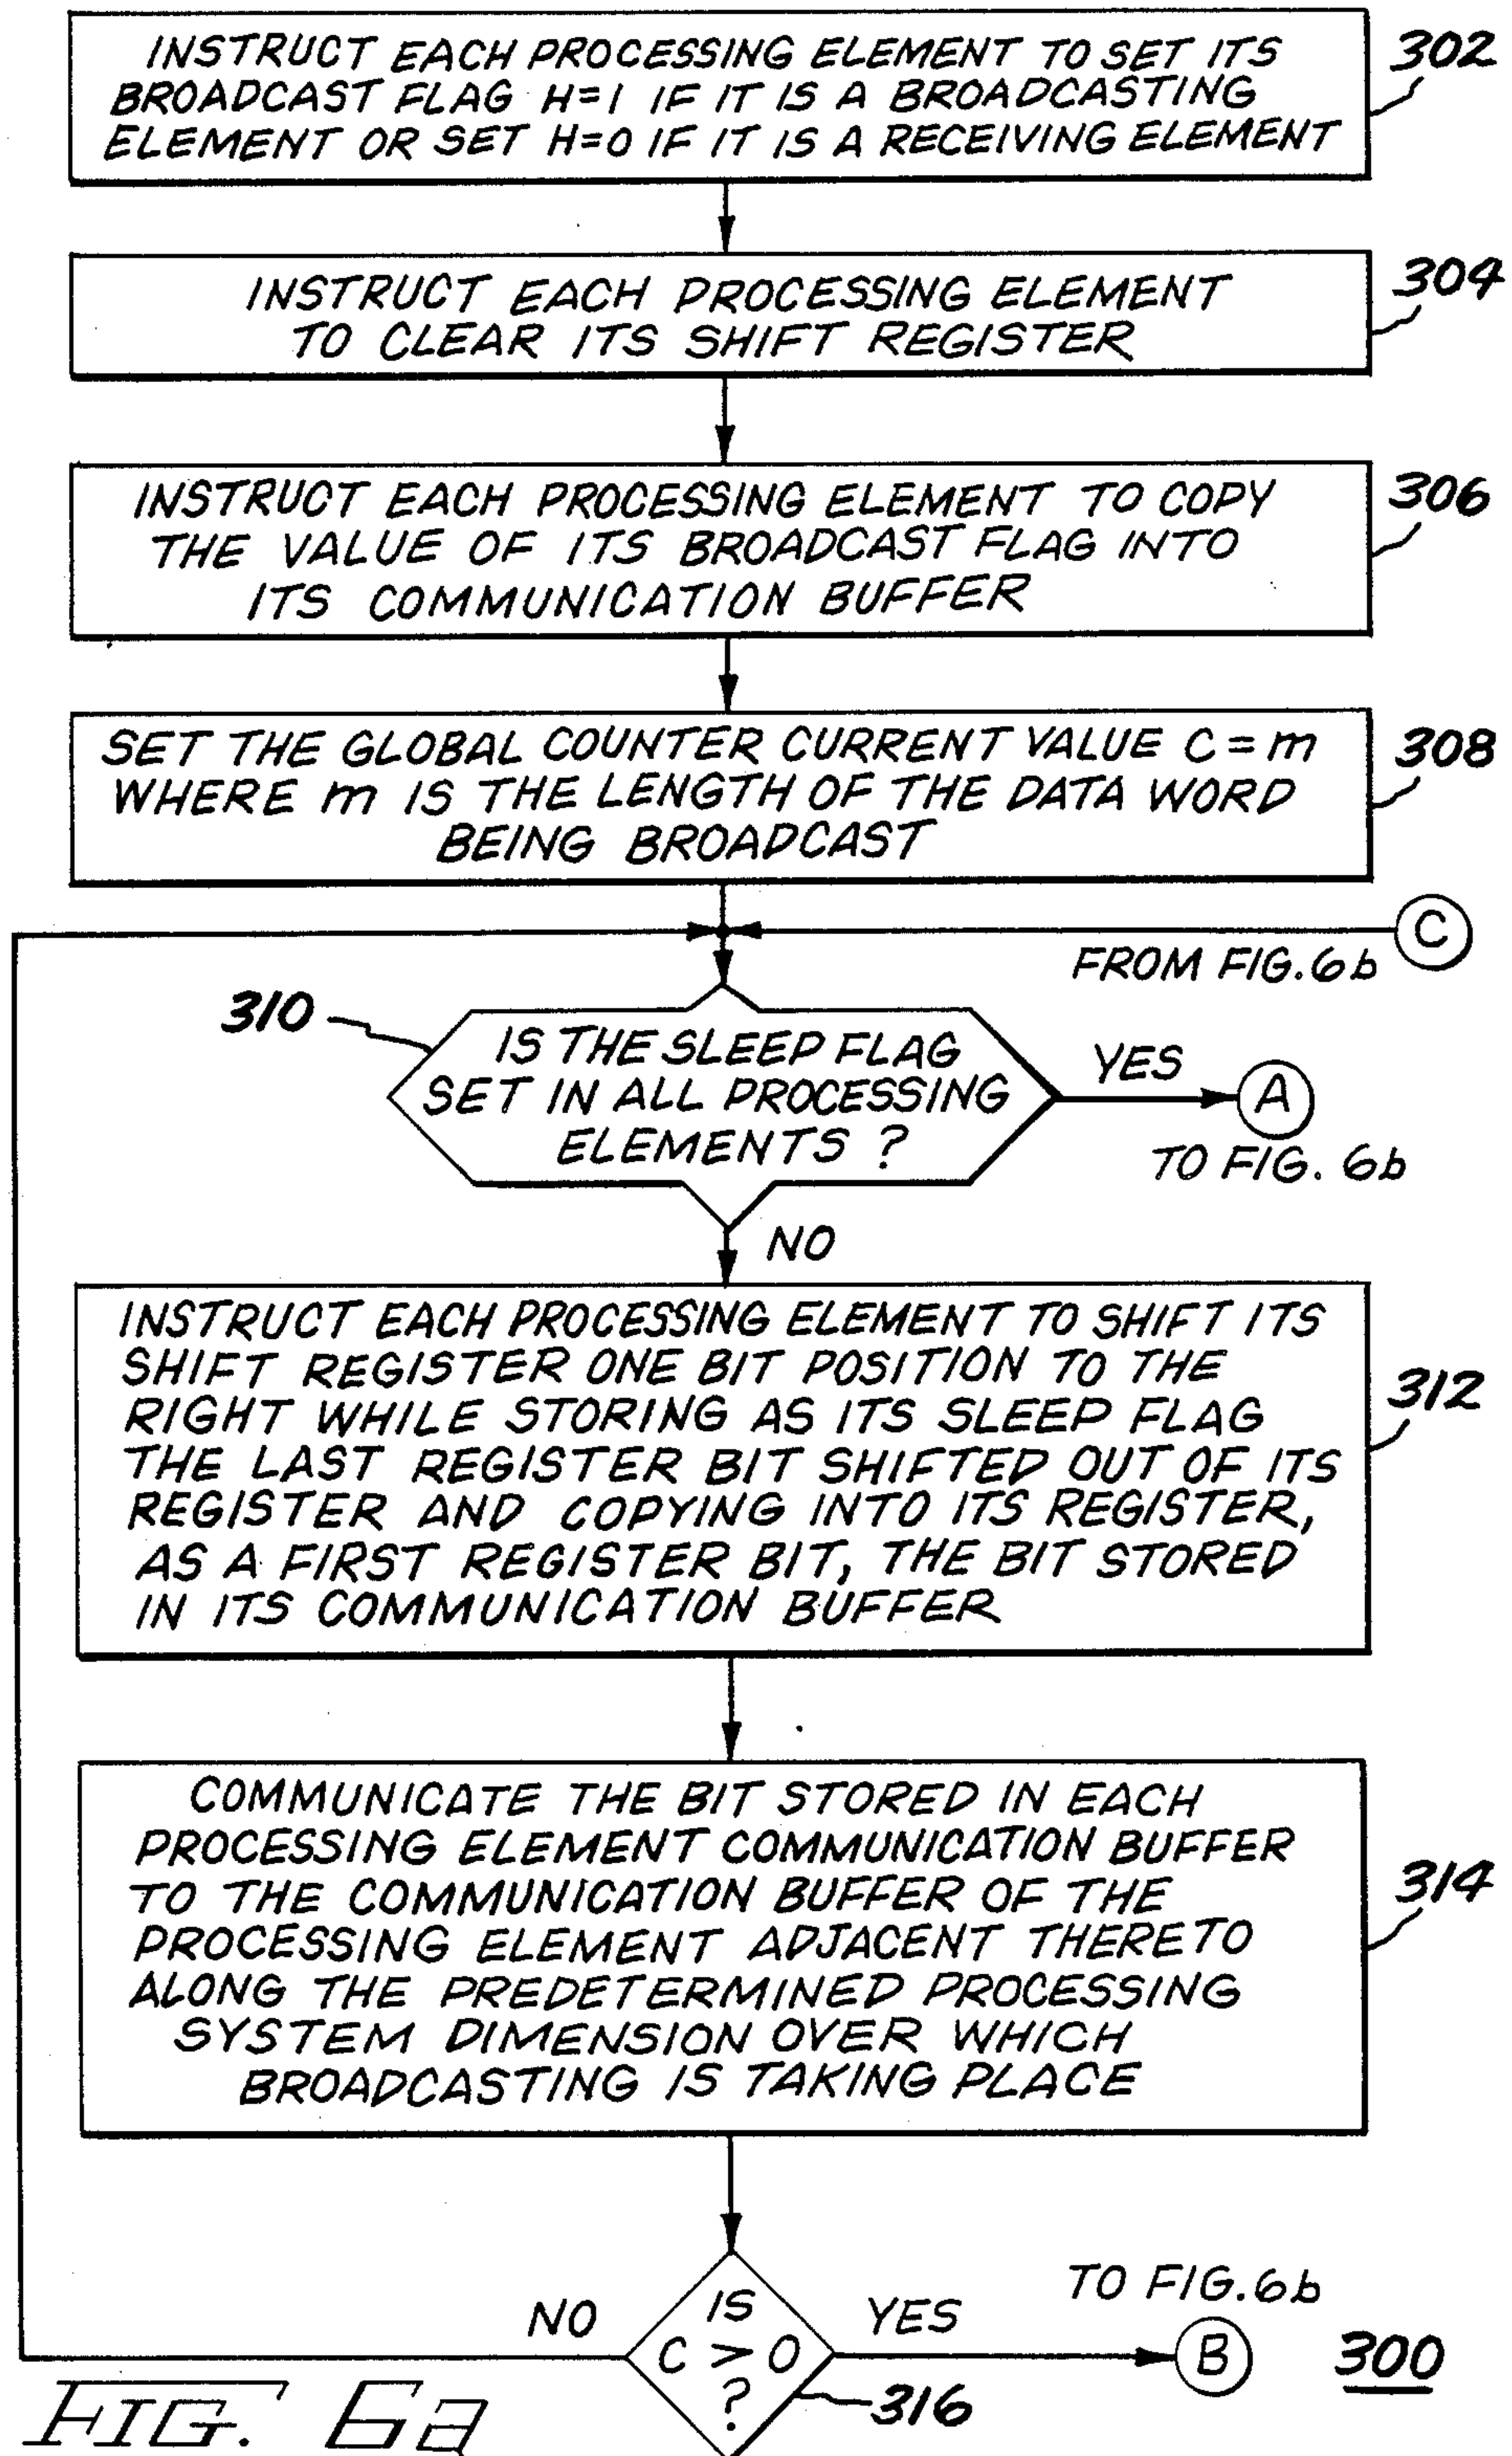 INSTRUCT EACH PROCESSING ELEMENT TO SET ITS
BROADCAST FLAG H=1 IF IT IS A BROADCASTING
ELEMENT OR SET H=0 IF IT IS A RECEIVING ELEMENT
302
INSTRUCT EACH PROCESSING ELEMENT
TO CLEAR ITS SHIFT REGISTER
304
INSTRUCT EACH PROCESSING ELEMENT TO COPY
THE VALUE OF ITS BROADCAST FLAG INTO
ITS COMMUNICATION BUFFER
306
SET THE GLOBAL COUNTER CURRENT VALUE C = m
WHERE m IS THE LENGTH OF THE DATA WORD
BEING BROADCAST
308
C
FROM FIG. 6b
310
IS THE SLEEP FLAG
SET IN ALL PROCESSING
ELEMENTS ?
YES
A
TO FIG. 6b
NO
INSTRUCT EACH PROCESSING ELEMENT TO SHIFT ITS
SHIFT REGISTER ONE BIT POSITION TO THE
RIGHT WHILE STORING AS ITS SLEEP FLAG
THE LAST REGISTER BIT SHIFTED OUT OF ITS
REGISTER AND COPYING INTO ITS REGISTER,
AS A FIRST REGISTER BIT, THE BIT STORED
IN ITS COMMUNICATION BUFFER
312
COMMUNICATE THE BIT STORED IN EACH
PROCESSING ELEMENT COMMUNICATION BUFFER
TO THE COMMUNICATION BUFFER OF THE
PROCESSING ELEMENT ADJACENT THERETO
ALONG THE PREDETERMINED PROCESSING
SYSTEM DIMENSION OVER WHICH
BROADCASTING IS TAKING PLACE
314
NO
IS
C > 0
?
YES
TO FIG. 6b
B
316
300
FIG. 6a